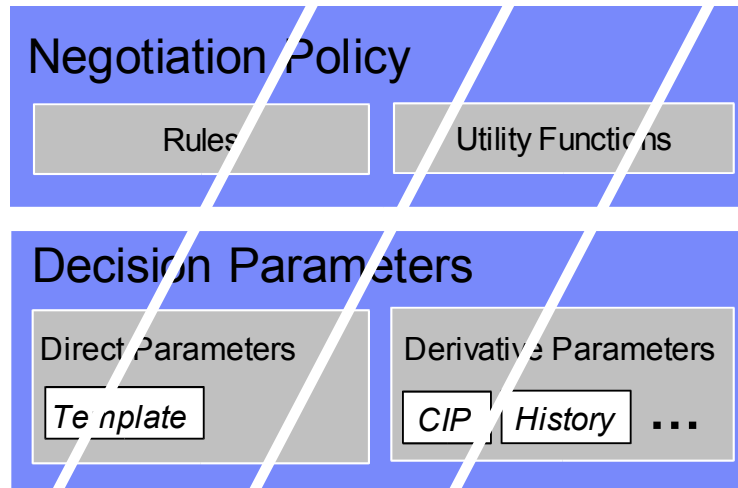 Negotiation Policy
Rules
Utility Functions
Decision Parameters
Direct Parameters
Derivative Parameters
Template
CIP
History
...